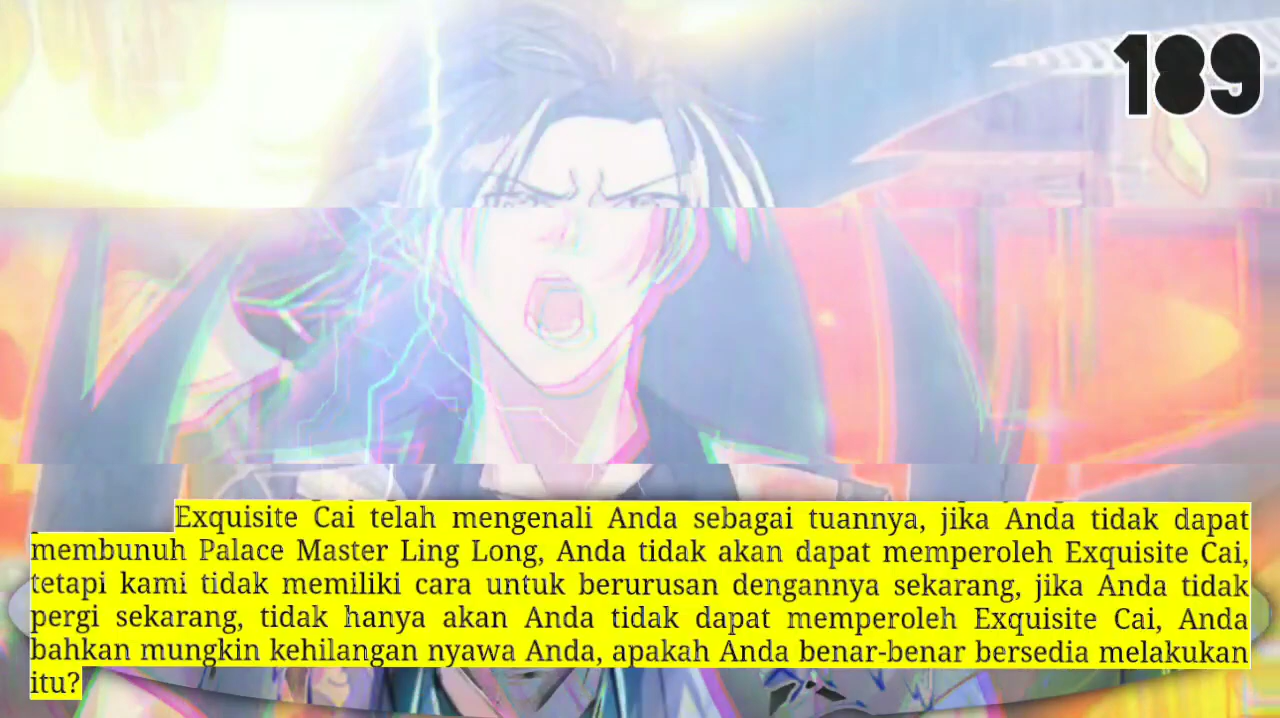 189
Exquisite Cai telah mengenali Anda sebagai tuannya, jika Anda tidak dapat
membunuh Palace Master Ling Long, Anda tidak akan dapat memperoleh Exquisite Cai,
tetapi kami tidak memiliki cara untuk berurusan dengannya sekarang, jika Anda tidak
pergi sekarang, tidak hanya akan Anda tidak dapat memperoleh Exquisite Cai, Anda
bahkan mungkin kehilangan nyawa Anda, apakah Anda benar-benar bersedia melakukan
itu?